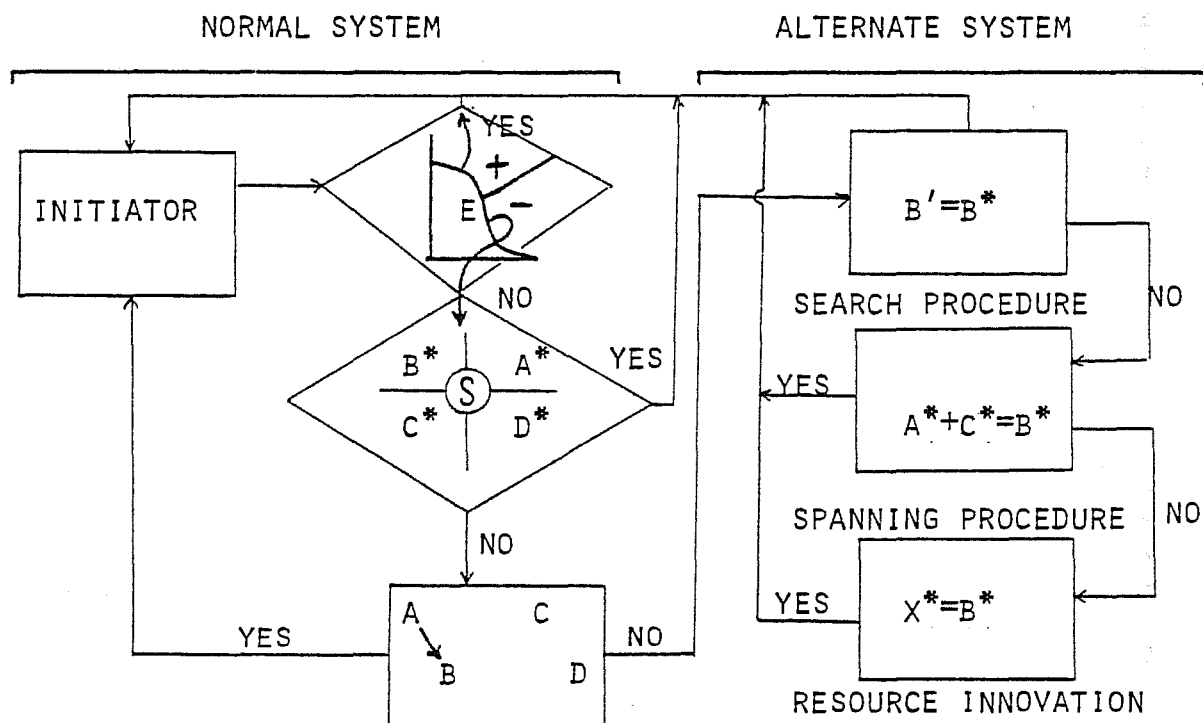 NORMAL SYSTEM
ALTERNATE SYSTEM
INITIATOR
YES
+
E
-
NO
B* A*
S
C* D*
YES
NO
A C
B D
YES
NO
B'=B*
NO
SEARCH PROCEDURE
YES
A*+C*=B*
NO
SPANNING PROCEDURE
YES
X*=B*
RESOURCE INNOVATION